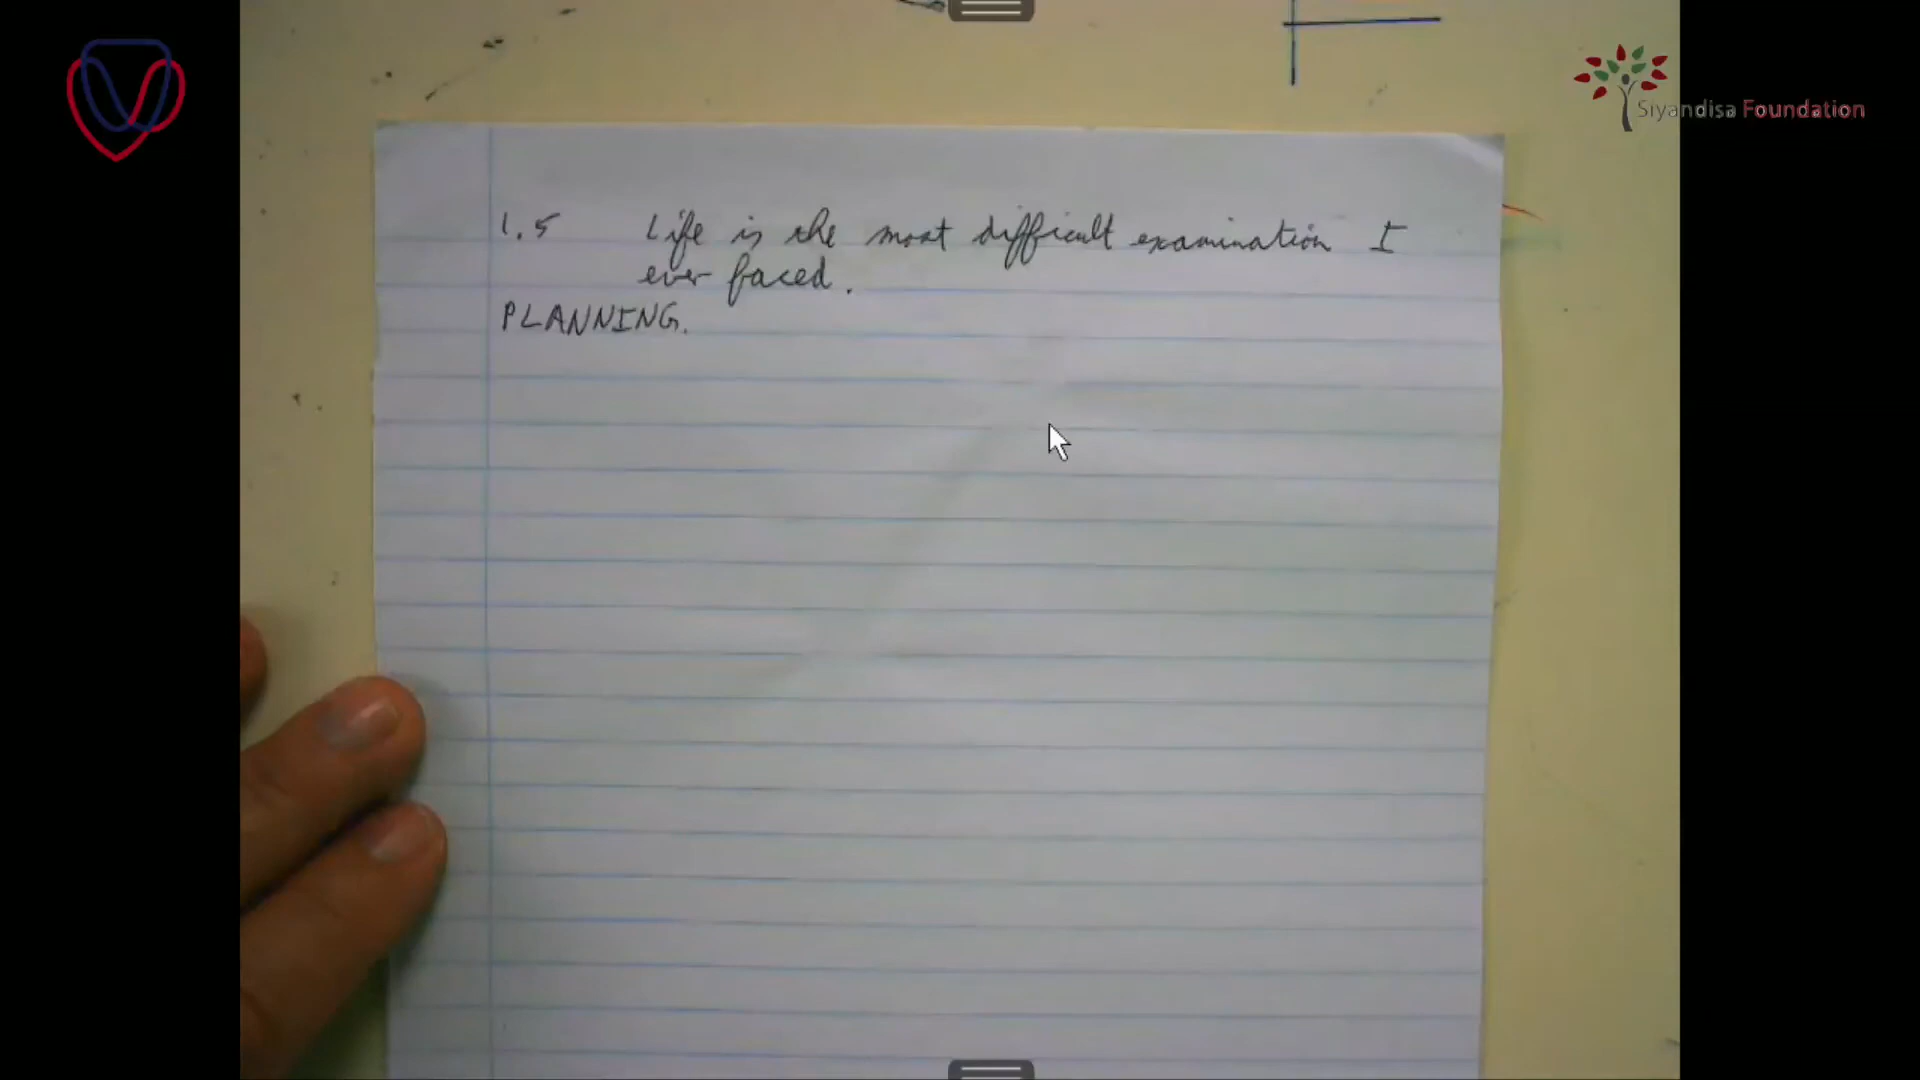 Siyandisa Foundation
1.5 Life is the most difficult examination I
ever faced.
PLANNING.